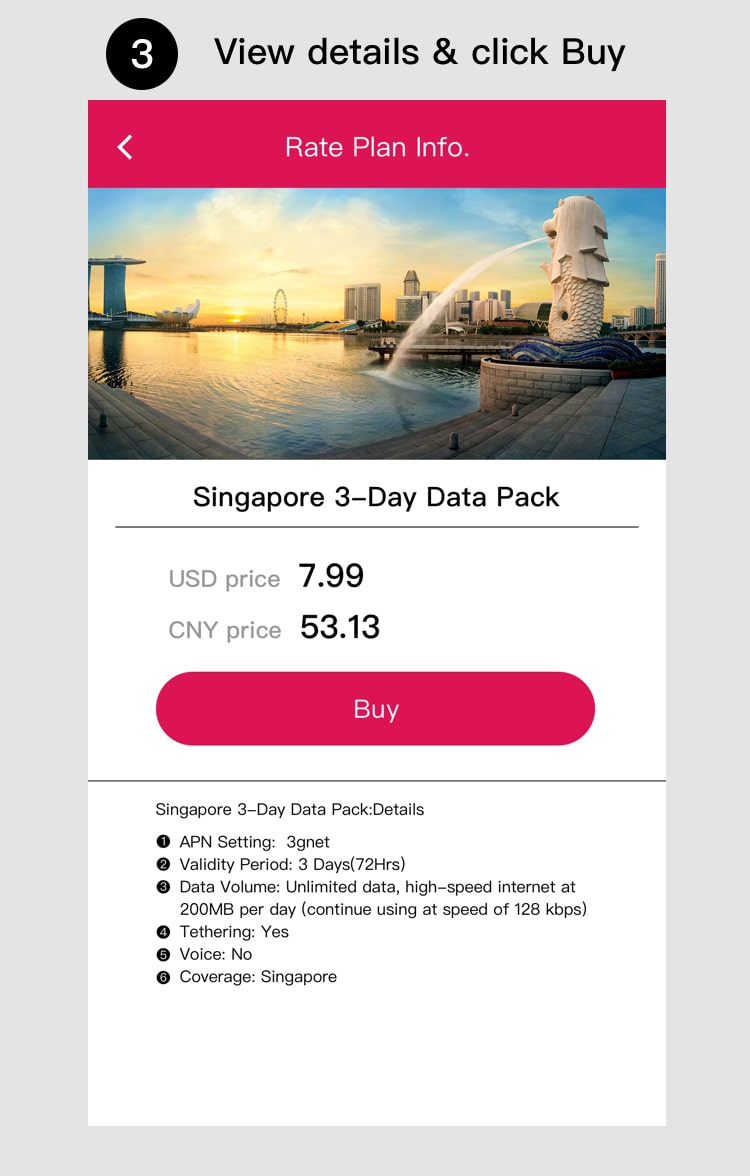 3 View details & click Buy
Rate Plan Info.
Singapore 3–Day Data Pack
USD price 7.99
CNY price 53.13
Buy
Singapore 3–Day Data Pack:Details
❶ APN Setting: 3gnet
❷ Validity Period: 3 Days(72Hrs)
❸ Data Volume: Unlimited data, high–speed internet at
200MB per day (continue using at speed of 128 kbps)
❹ Tethering: Yes
❺ Voice: No
❻ Coverage: Singapore